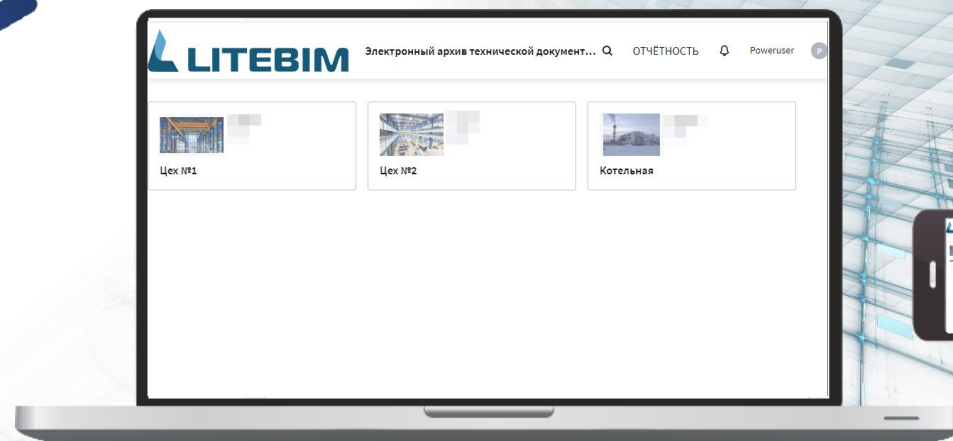 LITEBIM
Электронный архив технической документ... ОТЧЁТНОСТЬ Poweruser P
Цех №1 Цех №2 Котельная